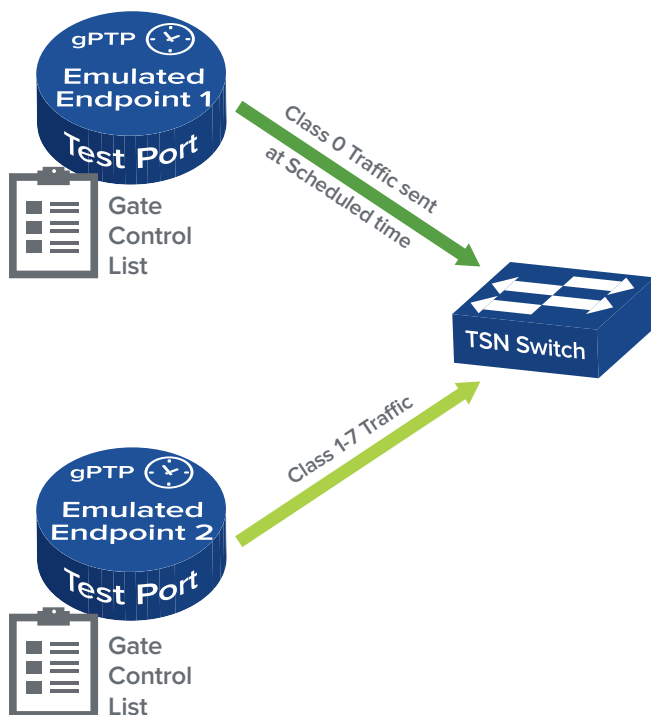 gPTP
Emulated
Endpoint 1
Test Port
Gate
Control
List
Class 0 Traffic sent
at Scheduled time
TSN Switch
Class 1-7 Traffic
gPTP
Emulated
Endpoint 2
Test Port
Gate
Control
List